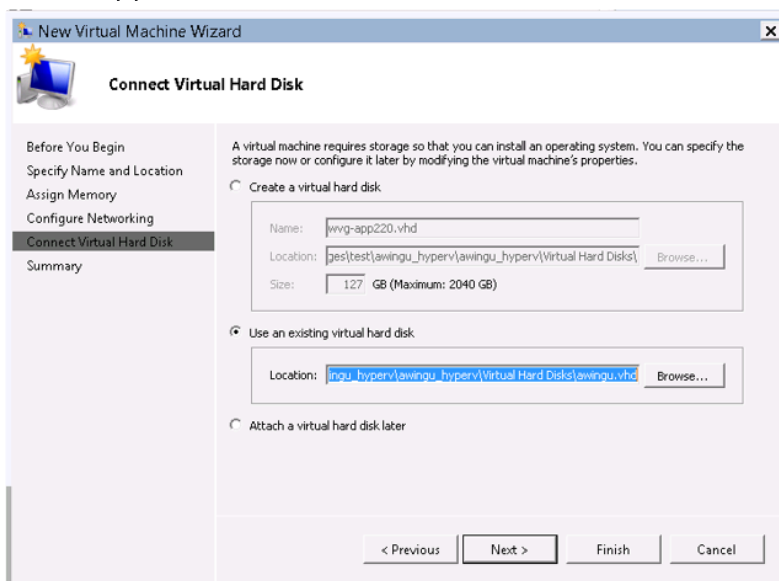 New Virtual Machine Wizard
Connect Virtual Hard Disk
Before You Begin
Specify Name and Location
Assign Memory
Configure Networking
Connect Virtual Hard Disk
Summary
A virtual machine requires storage so that you can install an operating system. You can specify the
storage now or configure it later by modifying the virtual machine's properties.
Create a virtual hard disk
Name: wvg-app220.vhd
Location: ges\test\awingu_hyperv\awingu_hyperv\Virtual Hard Disks\ Browse...
Size: 127 GB (Maximum: 2040 GB)
Use an existing virtual hard disk
Location: ingu_hyperv\awingu_hyperv\Virtual Hard Disks\awingu.vhd Browse...
Attach a virtual hard disk later
< Previous Next > Finish Cancel